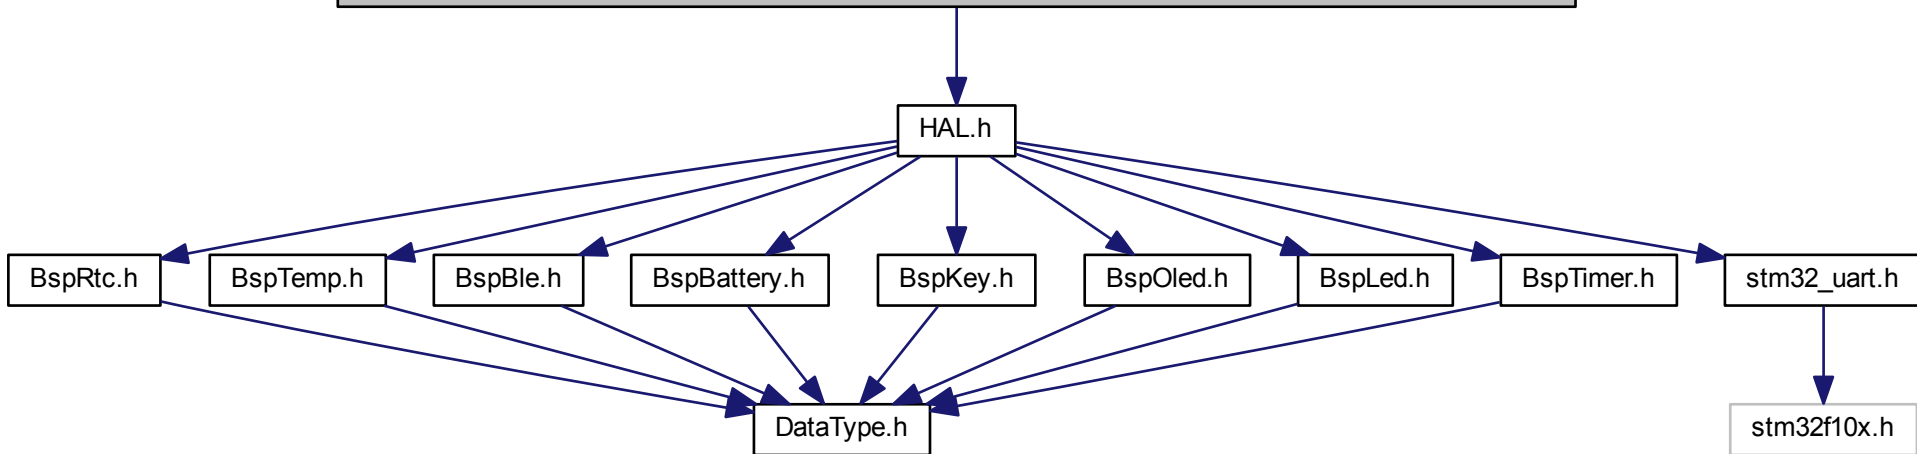 HAL.h
BspRtc.h
BspTemp.h
BspBle.h
BspBattery.h
BspKey.h
BspOled.h
BspLed.h
BspTimer.h
stm32_uart.h
DataType.h
stm32f10x.h